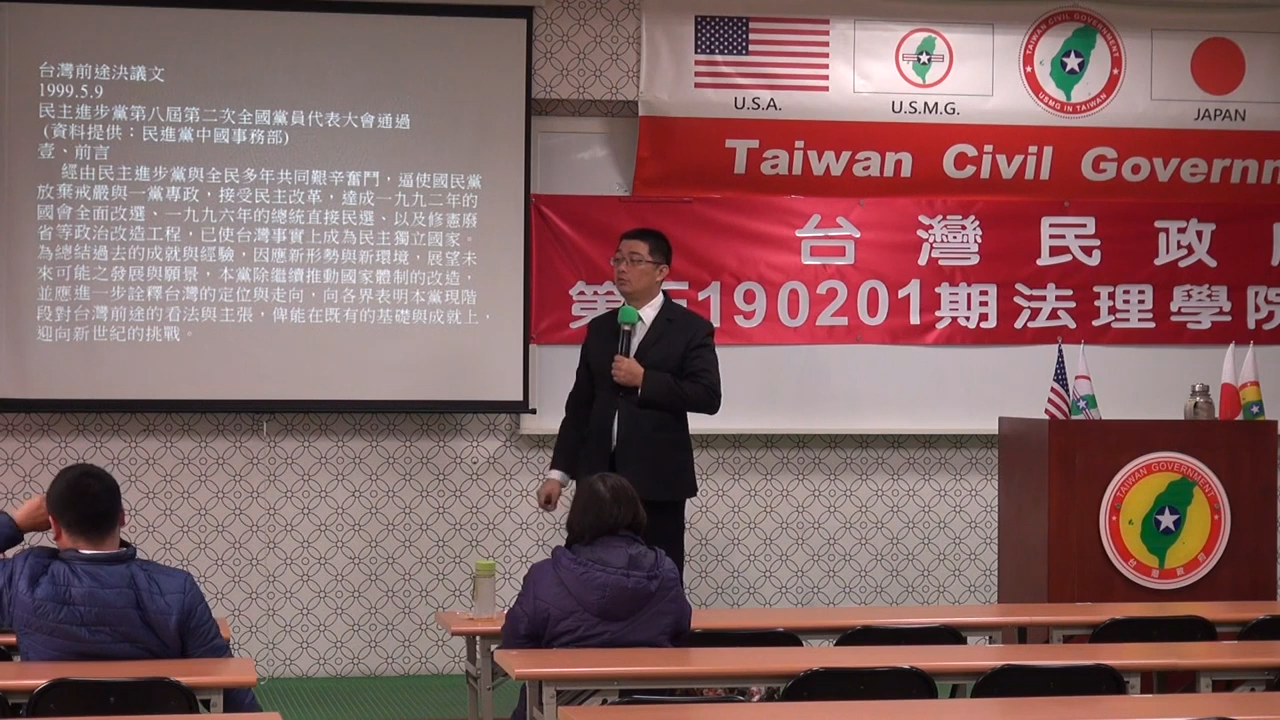 台灣前途決議文
1999.5.9
民主進步黨第八屆第二次全國黨員代表大會通過
(資料提供：民進黨中國事務部)
壹、前言
經由民主進步黨與全民多年共同艱辛奮鬥，逼使國民黨
放棄戒嚴與一黨專政，接受民主改革，達成一九九二年的
國會全面改選、一九九六年的總統直接民選、以及修憲廢
省等政治改造工程，已使台灣事實上成為民主獨立國家。
為總結過去的成就與經驗，因應新形勢與新環境，展望未
來可能之發展與願景，本黨除繼續推動國家體制的改造，
並應進一步詮釋台灣的定位與走向，向各界表明本黨現階
段對台灣前途的看法與主張，俾能在既有的基礎與成就上，
迎向新世紀的挑戰。
U.S.A.
U.S.M.G.
TAIWAN CIVIL GOVERNMENT
USMG IN TAIWAN
JAPAN
Taiwan Civil Governm
台灣民政
第 190201期法理學院
TAIWAN GOVERNMENT
台灣政府